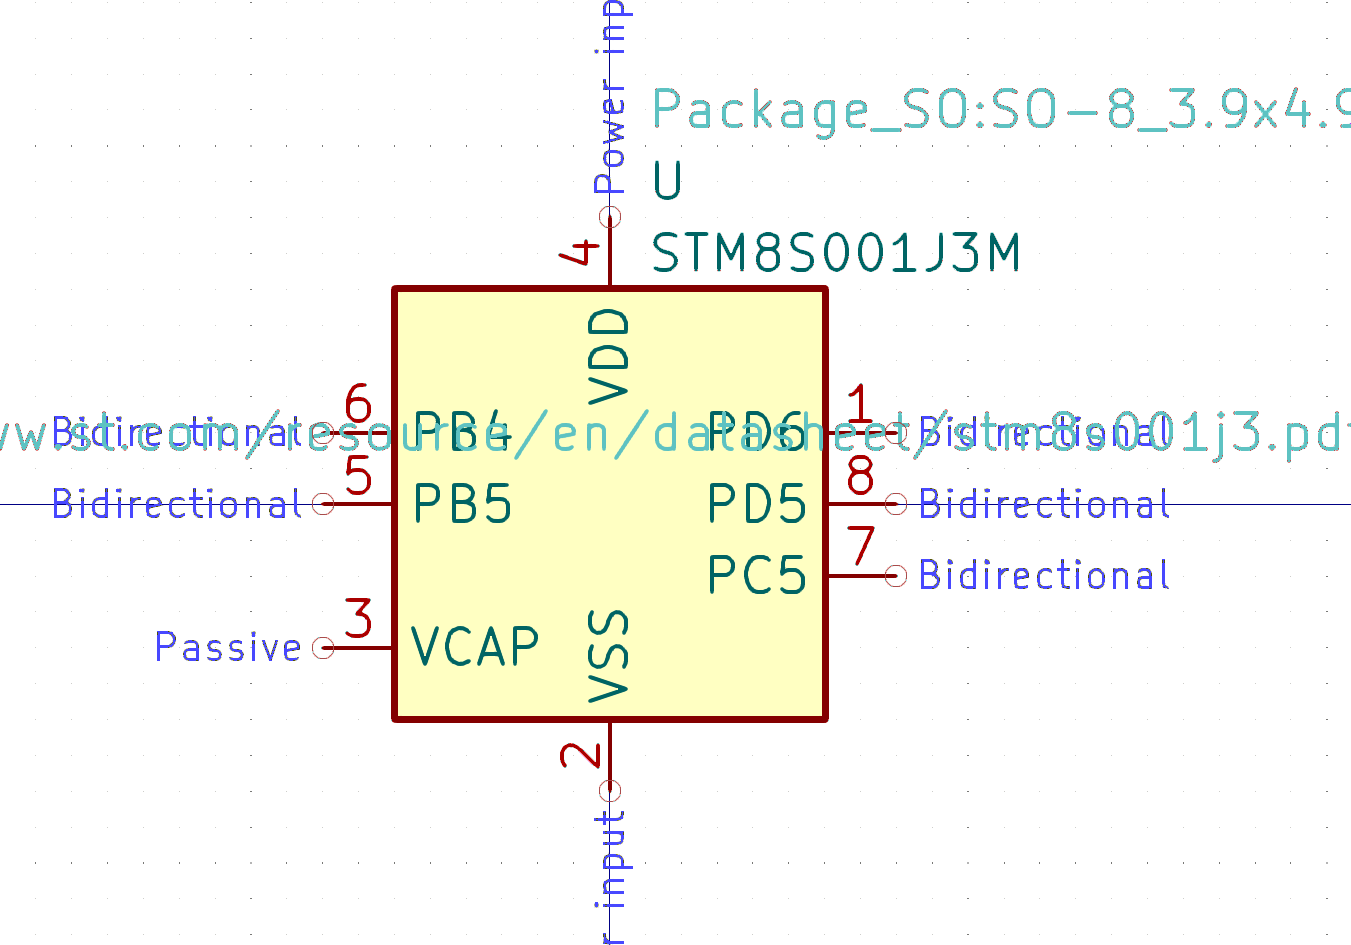 Power inp
Package_SO:SO-8_3.9x4.9
U
STM8S001J3M
4
VDD
6
1
Bidirectional
PB4
PD6
Bidirectional
w.st.com/resource/en/datasheet/stm8s001j3.pdf
5
8
Bidirectional
PB5
PD5
Bidirectional
7
PC5
Bidirectional
3
Passive
VCAP
VSS
2
r input